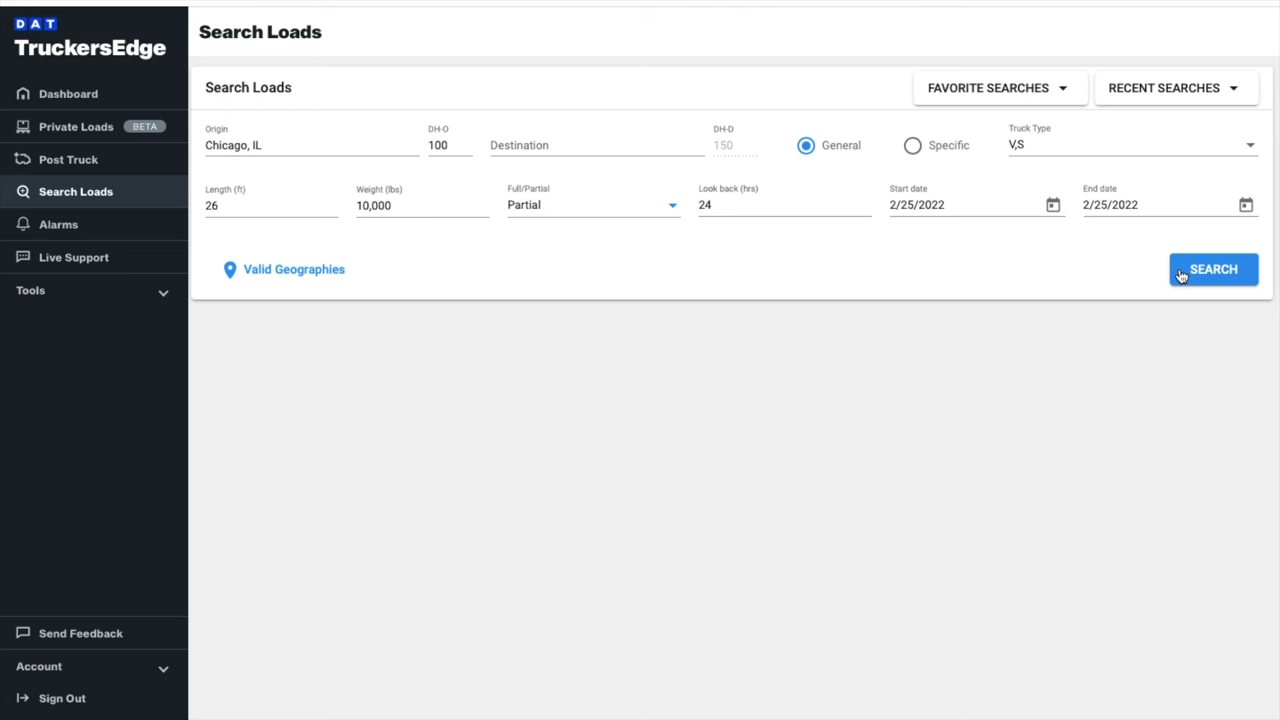 DAT
TruckersEdge
Dashboard
Private Loads BETA
Post Truck
Search Loads
Alarms
Live Support
Tools
Send Feedback
Account
Sign Out
Search Loads
Search Loads
FAVORITE SEARCHES
RECENT SEARCHES
Origin
Chicago, IL
DH-O
100
Destination
DH-D
150
General
Specific
Truck Type
V,S
Length (ft)
26
Weight (lbs)
10,000
Full/Partial
Partial
Look back (hrs)
24
Start date
2/25/2022
End date
2/25/2022
Valid Geographies
SEARCH